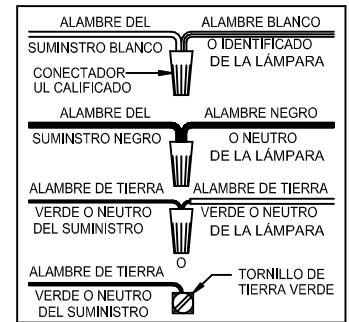 ALAMBRE DEL ALAMBRE BLANCO
SUMINSTRO BLANCO O IDENTIFICADO
DE LA LÁMPARA
CONECTADOR
UL CALIFICADO
ALAMBRE DEL ALAMBRE NEGRO
SUMINSTRO NEGRO O NEUTRO
DE LA LÁMPARA
ALAMBRE DE TIERRA ALAMBRE DE TIERRA
VERDE O NEUTRO VERDE O NEUTRO
DEL SUMINISTRO DE LA LÁMPARA
O
ALAMBRE DE TIERRA TORNILLO DE
TIERRA VERDE
VERDE O NEUTRO
DEL SUMINISTRO